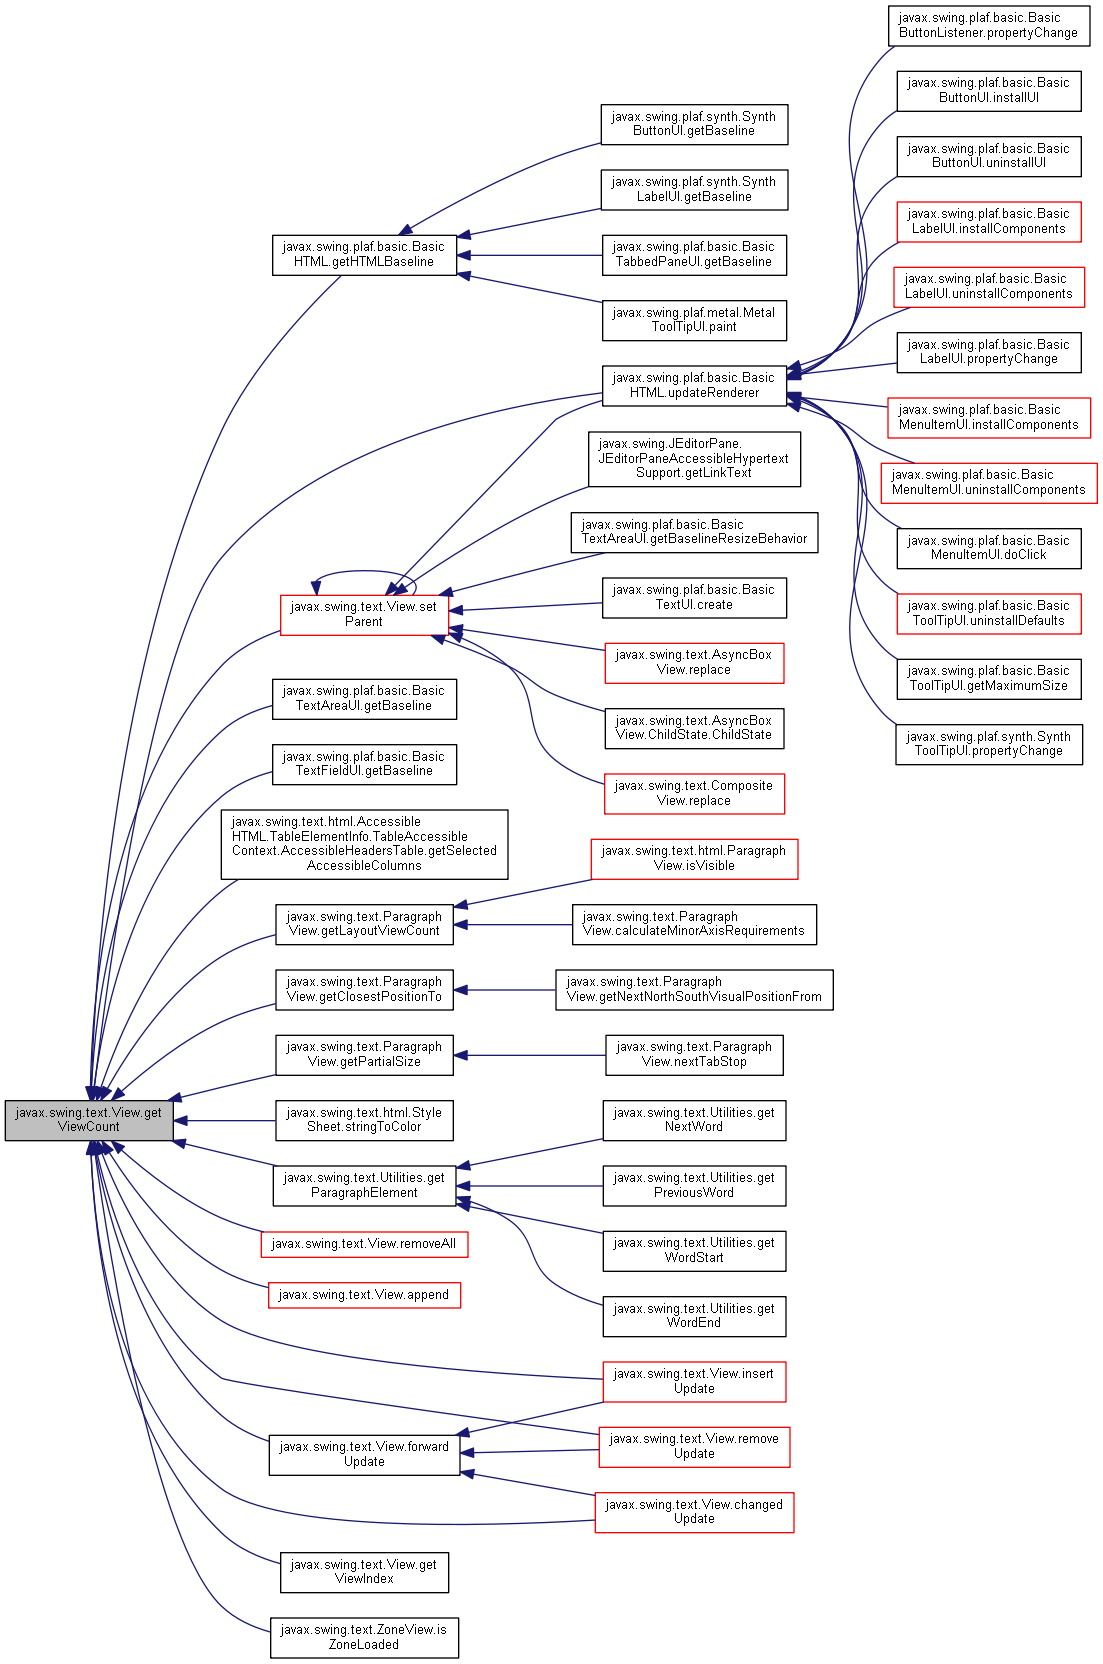 javax.swing.plaf.basic.Basic
ButtonListener.propertyChange
javax.swing.plaf.basic.Basic
ButtonUI.installUI
javax.swing.plaf.basic.Basic
ButtonUI.uninstallUI
javax.swing.plaf.basic.Basic
LabelUI.installComponents
javax.swing.plaf.basic.Basic
LabelUI.uninstallComponents
javax.swing.plaf.basic.Basic
LabelUI.propertyChange
javax.swing.plaf.basic.Basic
MenuItemUI.installComponents
javax.swing.plaf.basic.Basic
MenuItemUI.uninstallComponents
javax.swing.plaf.basic.Basic
MenuItemUI.doClick
javax.swing.plaf.basic.Basic
ToolTipUI.uninstallDefaults
javax.swing.plaf.basic.Basic
ToolTipUI.getMaximumSize
javax.swing.plaf.synth.Synth
ToolTipUI.propertyChange
javax.swing.plaf.synth.Synth
ButtonUI.getBaseline
javax.swing.plaf.synth.Synth
LabelUI.getBaseline
javax.swing.plaf.basic.Basic
TabbedPaneUI.getBaseline
javax.swing.plaf.metal.Metal
ToolTipUI.paint
javax.swing.plaf.basic.Basic
HTML.updateRenderer
javax.swing.JEditorPane.
JEditorPaneAccessibleHypertext
Support.getLinkText
javax.swing.plaf.basic.Basic
TextAreaUI.getBaselineResizeBehavior
javax.swing.plaf.basic.Basic
TextUI.create
javax.swing.text.AsyncBox
View.replace
javax.swing.text.AsyncBox
View.ChildState.ChildState
javax.swing.text.Composite
View.replace
javax.swing.text.html.Paragraph
View.isVisible
javax.swing.text.Paragraph
View.calculateMinorAxisRequirements
javax.swing.text.Paragraph
View.getNextNorthSouthVisualPositionFrom
javax.swing.text.Paragraph
View.nextTabStop
javax.swing.text.Utilities.get
NextWord
javax.swing.text.Utilities.get
PreviousWord
javax.swing.text.Utilities.get
WordStart
javax.swing.text.Utilities.get
WordEnd
javax.swing.text.View.insert
Update
javax.swing.text.View.remove
Update
javax.swing.text.View.changed
Update
javax.swing.plaf.basic.Basic
HTML.getHTMLBaseline
javax.swing.text.View.set
Parent
javax.swing.plaf.basic.Basic
TextAreaUI.getBaseline
javax.swing.plaf.basic.Basic
TextFieldUI.getBaseline
javax.swing.text.html.Accessible
HTML.TableElementInfo.TableAccessible
Context.AccessibleHeadersTable.getSelected
AccessibleColumns
javax.swing.text.Paragraph
View.getLayoutViewCount
javax.swing.text.Paragraph
View.getClosestPositionTo
javax.swing.text.Paragraph
View.getPartialSize
javax.swing.text.html.Style
Sheet.stringToColor
javax.swing.text.Utilities.get
ParagraphElement
javax.swing.text.View.removeAll
javax.swing.text.View.append
javax.swing.text.View.forward
Update
javax.swing.text.View.get
ViewIndex
javax.swing.text.ZoneView.is
ZoneLoaded
javax.swing.text.View.get
ViewCount